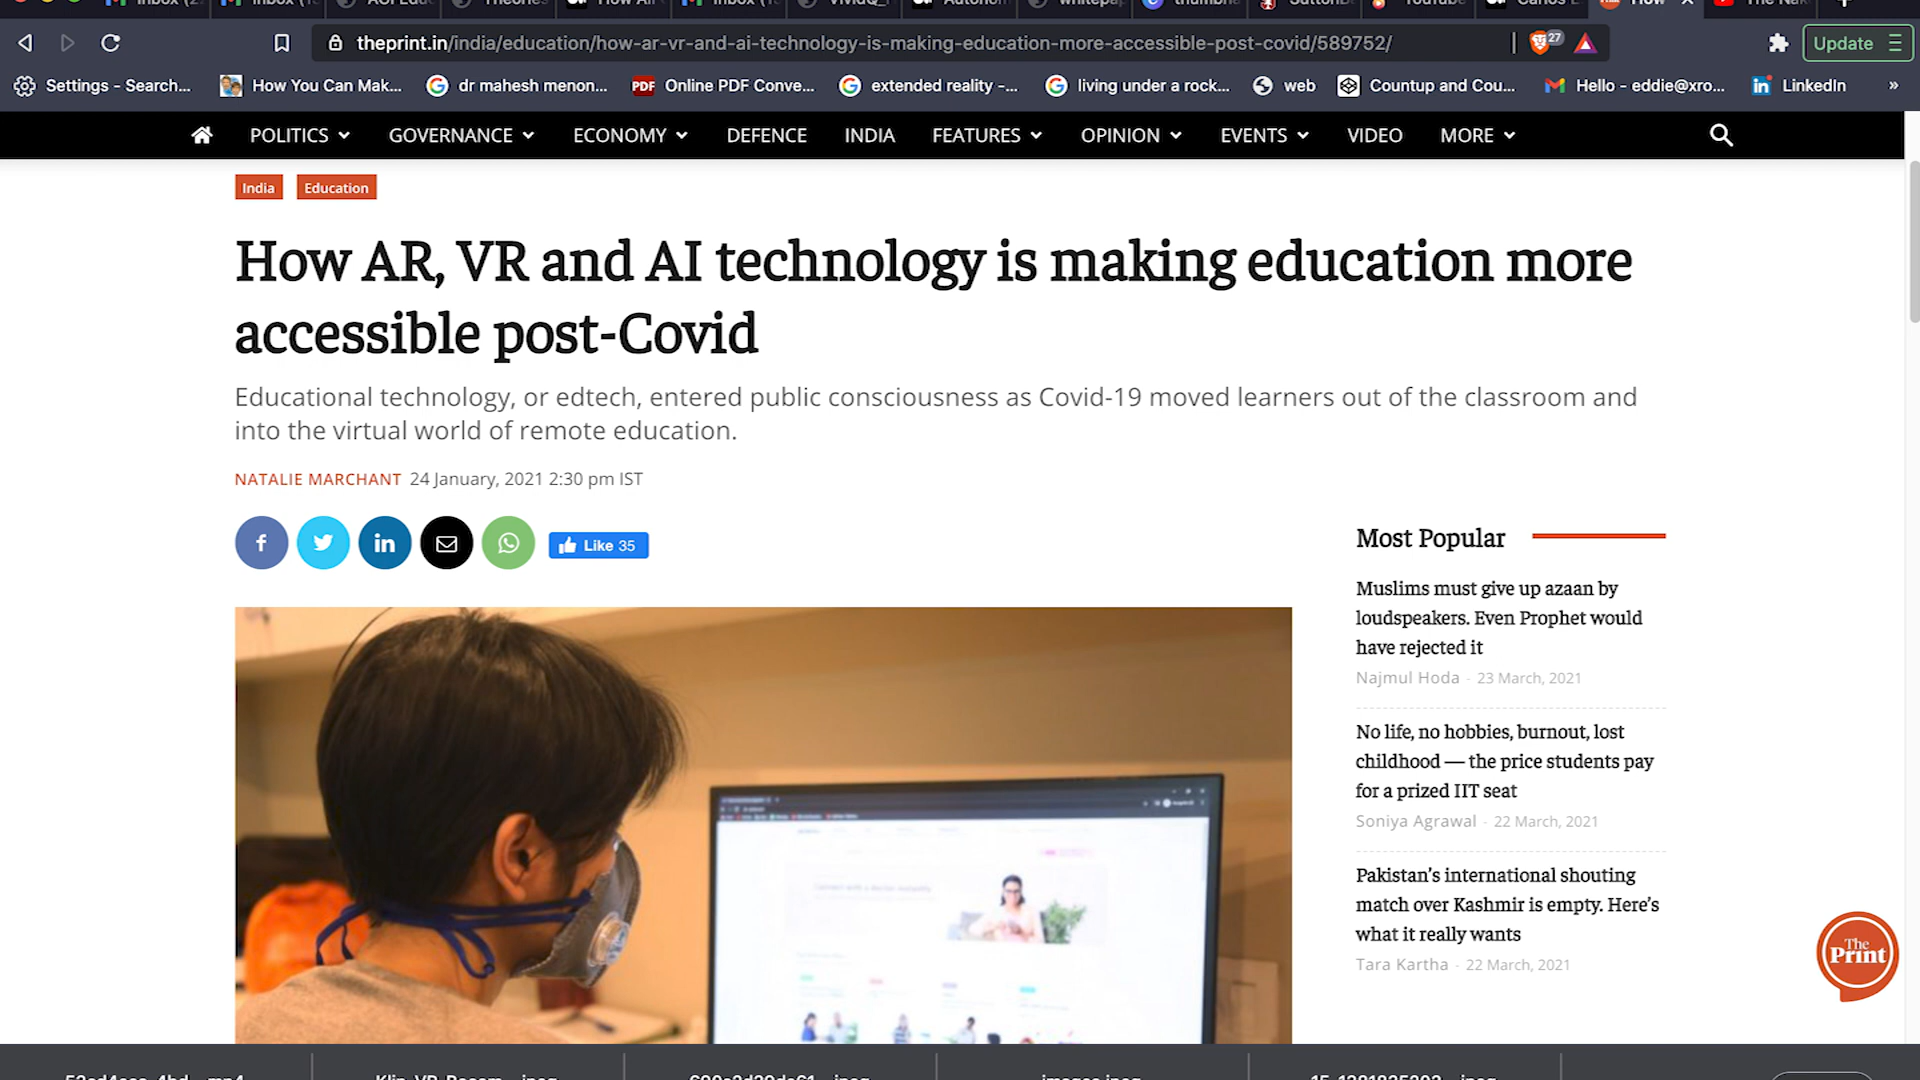 theprint.in/india/education/how-ar-vr-and-ai-technology-is-making-education-more-accessible-post-covid/589752/
27
Update
Settings - Search...
How You Can Mak...
dr mahesh menon...
PDF
Online PDF Conve...
extended reality -...
living under a rock...
web
Countup and Cou...
Hello - eddie@xro...
LinkedIn
»
POLITICS
GOVERNANCE
ECONOMY
DEFENCE
INDIA
FEATURES
OPINION
EVENTS
VIDEO
MORE
India
Education
How AR, VR and AI technology is making education more
accessible post-Covid
Educational technology, or edtech, entered public consciousness as Covid-19 moved learners out of the classroom and
into the virtual world of remote education.
NATALIE MARCHANT 24 January, 2021 2:30 pm IST
Like 35
Most Popular
Muslims must give up azaan by
loudspeakers. Even Prophet would
have rejected it
Najmul Hoda - 23 March, 2021
No life, no hobbies, burnout, lost
childhood — the price students pay
for a prized IIT seat
Soniya Agrawal - 22 March, 2021
Pakistan's international shouting
match over Kashmir is empty. Here's
what it really wants
Tara Kartha - 22 March, 2021
The
Print